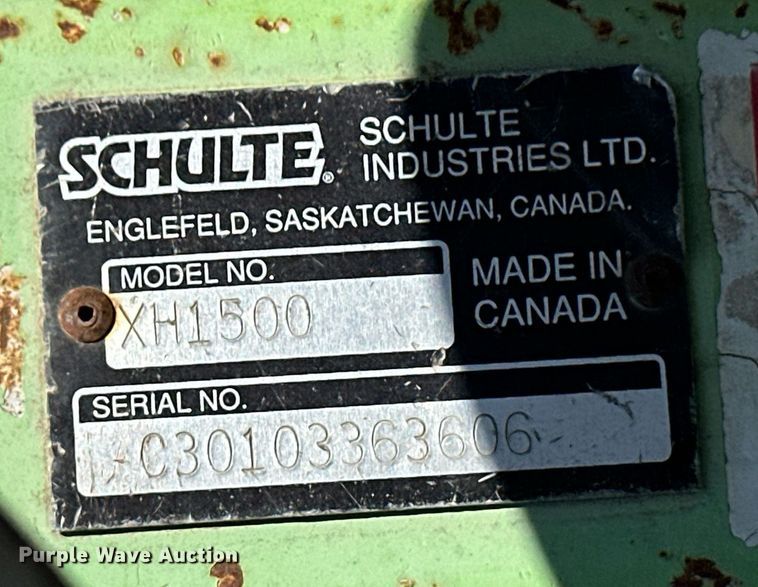 SCHULTE®
SCHULTE
INDUSTRIES LTD.
ENGLEFELD, SASKATCHEWAN, CANADA.
MODEL NO.
XH1500
MADE IN
CANADA
SERIAL NO.
C30103363606
Purple Wave Auction